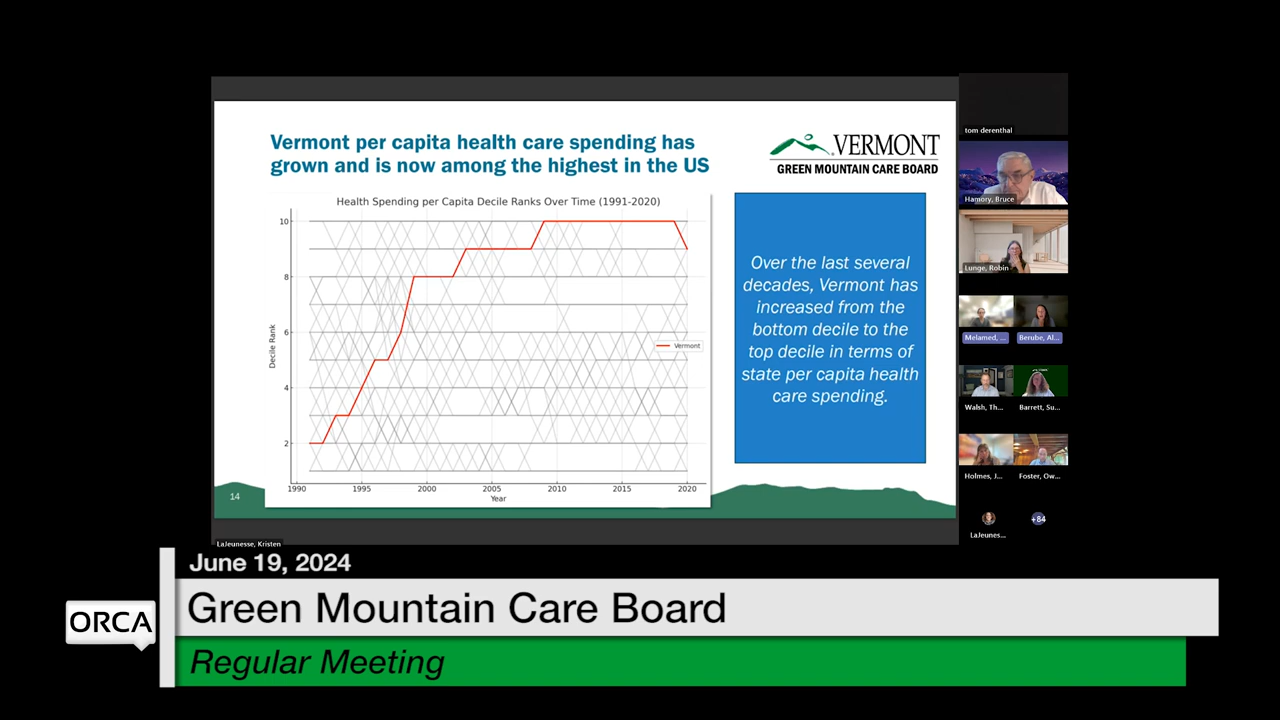 Vermont per capita health care spending has
grown and is now among the highest in the US
VERMONT
GREEN MOUNTAIN CARE BOARD
Health Spending per Capita Decile Ranks Over Time (1991-2020)
10
8
6
4
2
Decile Rank
Vermont
1990
1995
2000
2005
2010
2015
2020
Year
Over the last several
decades, Vermont has
increased from the
bottom decile to the
top decile in terms of
state per capita health
care spending.
14
tom derenthal
Hamory, Bruce
Lunge, Robin
Melamed, ...
Berube, Al...
Walsh, Th...
Barrett, Su...
Holmes, J...
Foster, Ow...
LaJeunes...
+84
LaJeunesse, Kristen
June 19, 2024
ORCA
Green Mountain Care Board
Regular Meeting